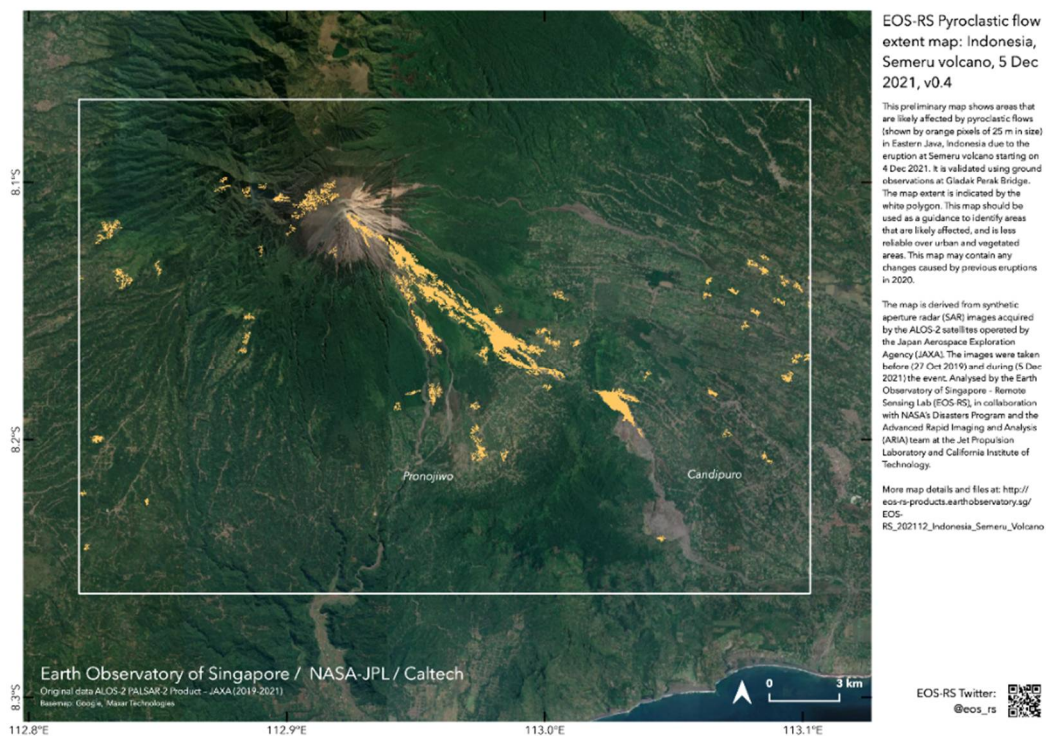 EOS-RS Pyroclastic flow
extent map: Indonesia,
Semeru volcano, 5 Dec
2021, v0.4
This preliminary map shows areas that
are likely affected by pyroclastic flows
(shown by orange pixels of 25 m in size)
in Eastern Java, Indonesia due to the
eruption at Semeru volcano starting on
4 Dec 2021. It is validated using ground
observations at Gladak Perak Bridge.
The map extent is indicated by the
white polygon. This map should be
used as a guidance to identify areas
that are likely affected, and is less
reliable over urban and vegetated
areas. This map may contain any
changes caused by previous eruptions
in 2020.
The map is derived from synthetic
aperture radar (SAR) images acquired
by the ALOS-2 satellites operated by
the Japan Aerospace Exploration
Agency (JAXA). The images were taken
before (27 Oct 2019) and during (5 Dec
2021) the event. Analysed by the Earth
Observatory of Singapore - Remote
Sensing Lab (EOS-RS), in collaboration
with NASA's Disasters Program and the
Advanced Rapid Imaging and Analysis
(ARIA) team at the Jet Propulsion
Laboratory and California Institute of
Technology.
More map details and files at: http://
eos-rs-products.earthobservatory.sg/
EOS-
RS_202112_Indonesia_Semeru_Volcano
8.1°S
8.2°S
8.3°S
Pronojiwo
Candipuro
Earth Observatory of Singapore / NASA-JPL / Caltech
Original data ALOS-2 PALSAR-2 Product – JAXA (2019-2021)
Basemap: Google, Maxar Technologies
0 3 km
EOS-RS Twitter:
@eos_rs
112.8°E 112.9°E 113.0°E 113.1°E